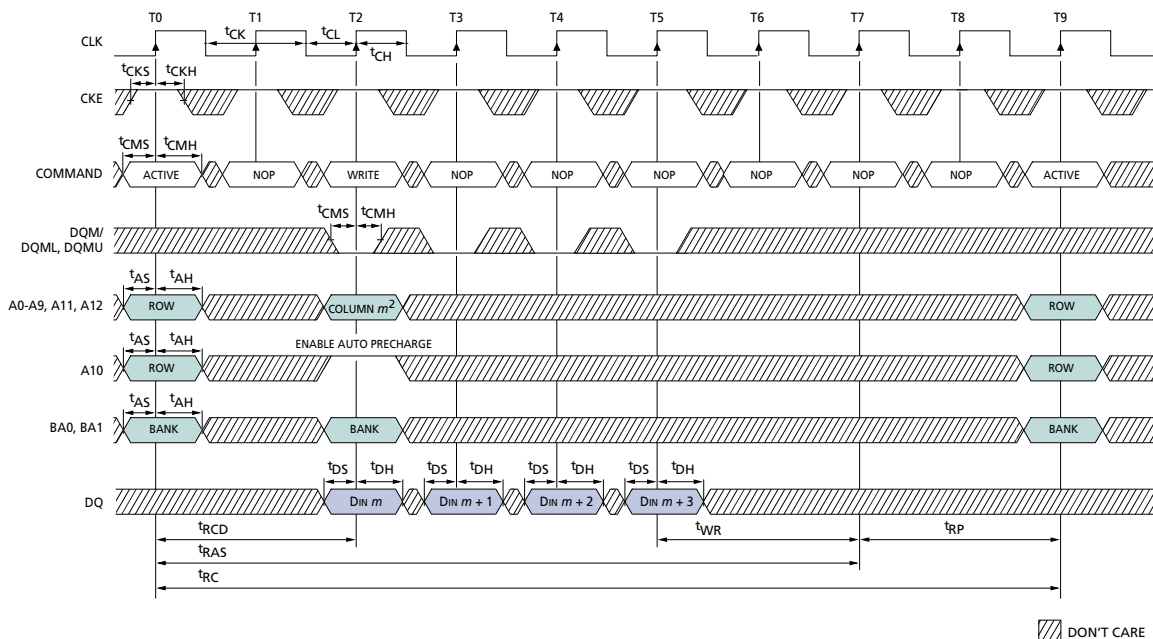 T0 T1 T2 T3 T4 T5 T6 T7 T8 T9
CLK
tCK tCL
tCH
tCKS tCKH
CKE
tCMS tCMH
COMMAND
ACTIVE NOP WRITE NOP NOP NOP NOP NOP NOP ACTIVE
tCMS tCMH
DQM/
DQML, DQMU
tAS tAH
A0-A9, A11, A12
ROW COLUMN m2 ROW
ENABLE AUTO PRECHARGE
tAS tAH
A10
ROW ROW
tAS tAH
BA0, BA1
BANK BANK BANK
tDS tDH tDS tDH tDS tDH tDS tDH
DQ
DIN m DIN m + 1 DIN m + 2 DIN m + 3
tRCD tWR tRP
tRAS
tRC
DON'T CARE